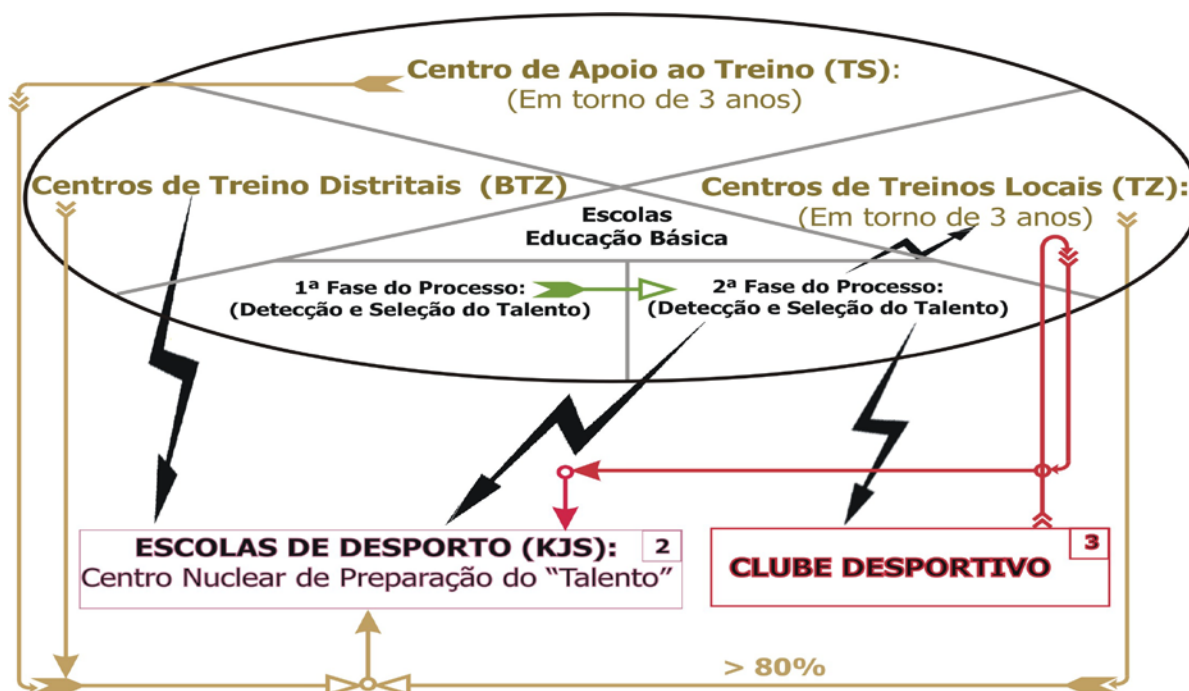 Centro de Apoio ao Treino (TS):
(Em torno de 3 anos)
Centros de Treino Distritais (BTZ)
Centros de Treinos Locais (TZ):
(Em torno de 3 anos)
Escolas
Educação Básica
1ª Fase do Processo:
(Detecção e Seleção do Talento)
2ª Fase do Processo:
(Detecção e Seleção do Talento)
ESCOLAS DE DESPORTO (KJS):
2
Centro Nuclear de Preparação do “Talento”
3
CLUBE DESPORTIVO
> 80%